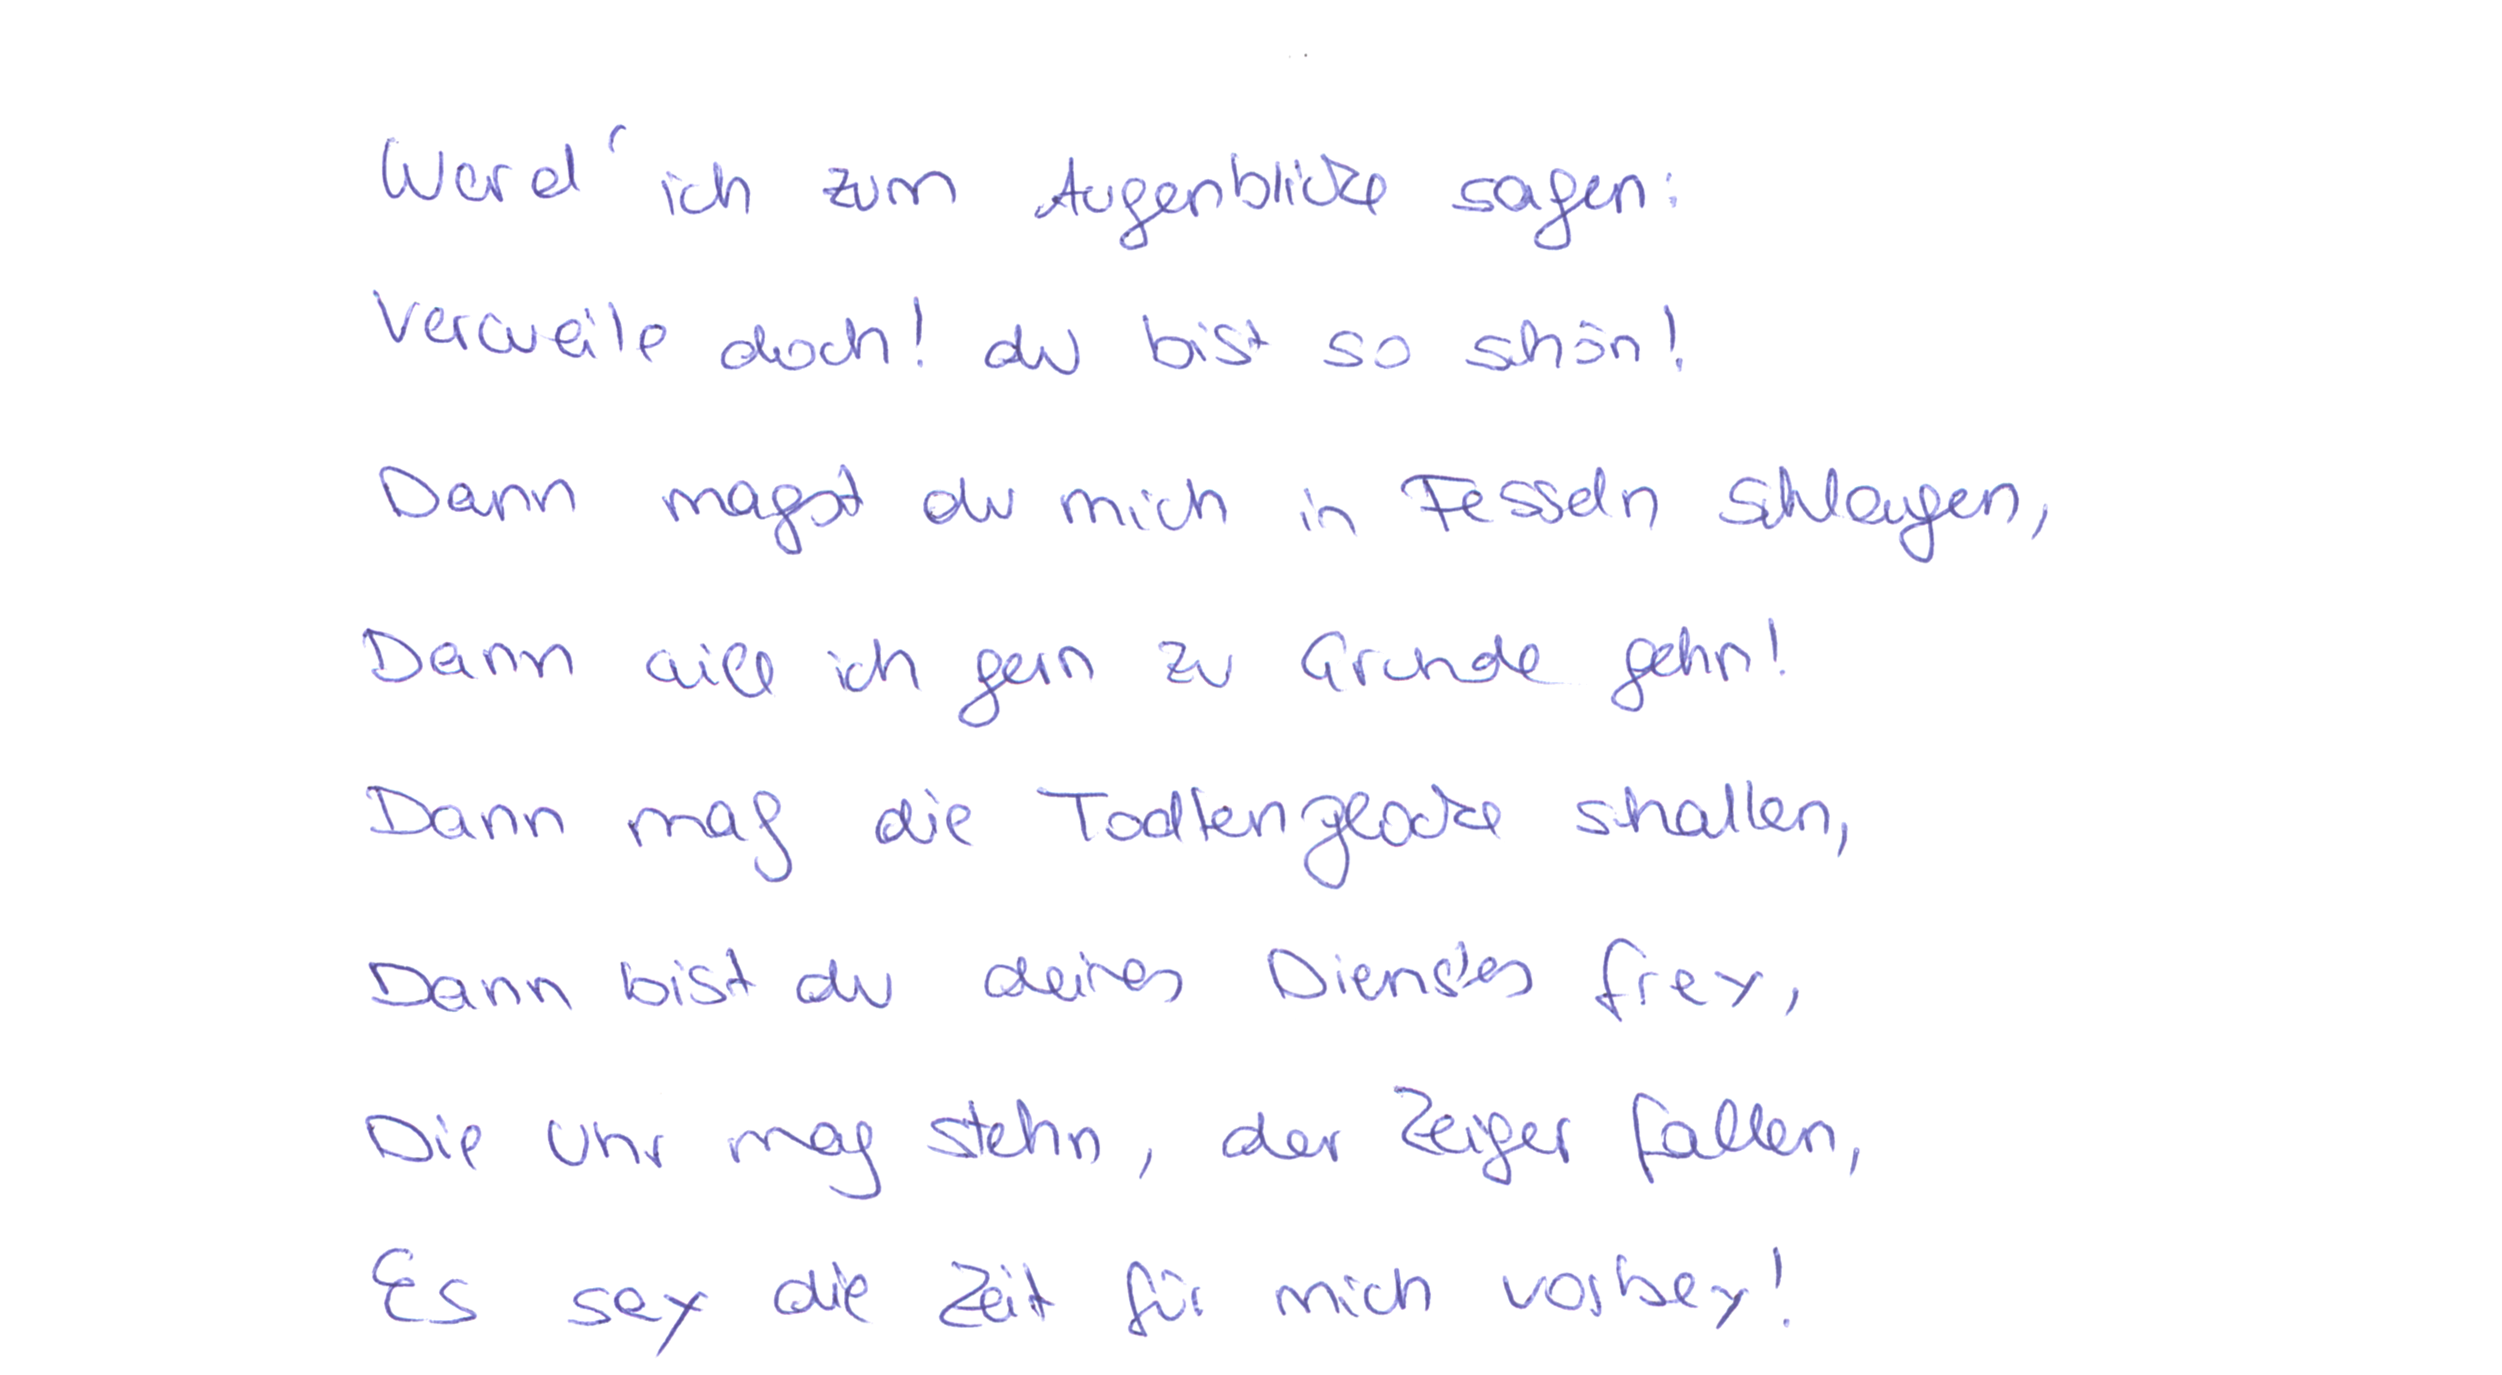 Werd' ich zum Augenblicke sagen:
Verweile doch! du bist so schön!
Dann magst du mich in Fesseln schlagen,
Dann will ich gern zu Grunde gehn!
Dann mag die Todtenglocke schallen,
Dann bist du deines Dienstes frey,
Die Uhr mag stehn, der Zeiger fallen,
Es sey die Zeit für mich vorbey!